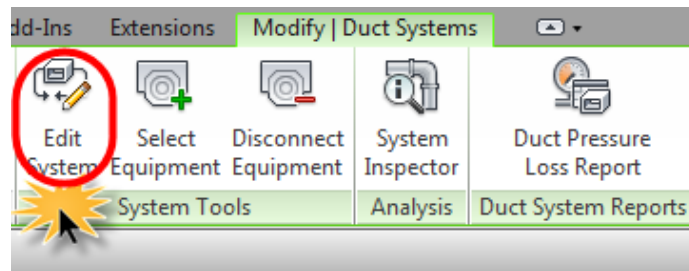 dd-Ins Extensions Modify | Duct Systems
Edit System
Select Equipment
Disconnect Equipment
System Inspector
Duct Pressure Loss Report
System Tools Analysis Duct System Reports